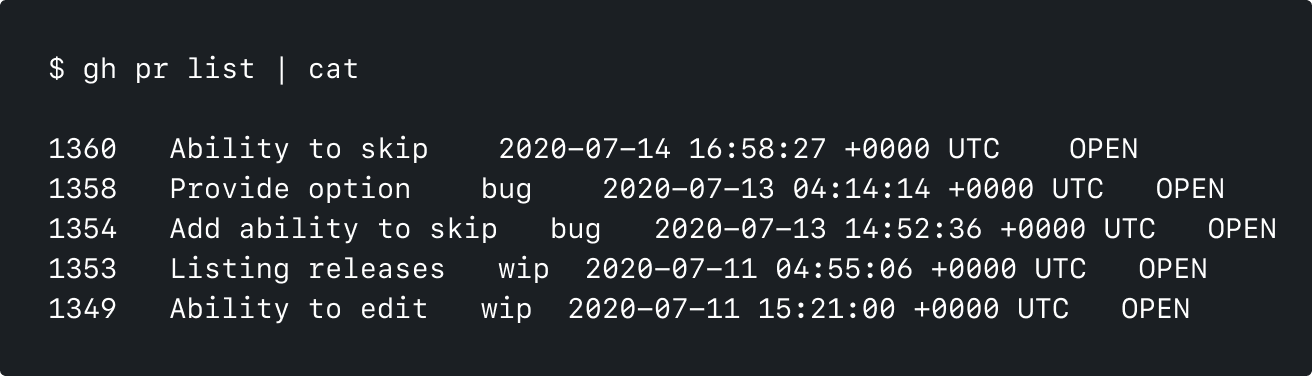 $ gh pr list | cat
1360   Ability to skip    2020-07-14 16:58:27 +0000 UTC    OPEN
1358   Provide option    bug    2020-07-13 04:14:14 +0000 UTC   OPEN
1354   Add ability to skip   bug   2020-07-13 14:52:36 +0000 UTC   OPEN
1353   Listing releases   wip  2020-07-11 04:55:06 +0000 UTC   OPEN
1349   Ability to edit   wip  2020-07-11 15:21:00 +0000 UTC   OPEN